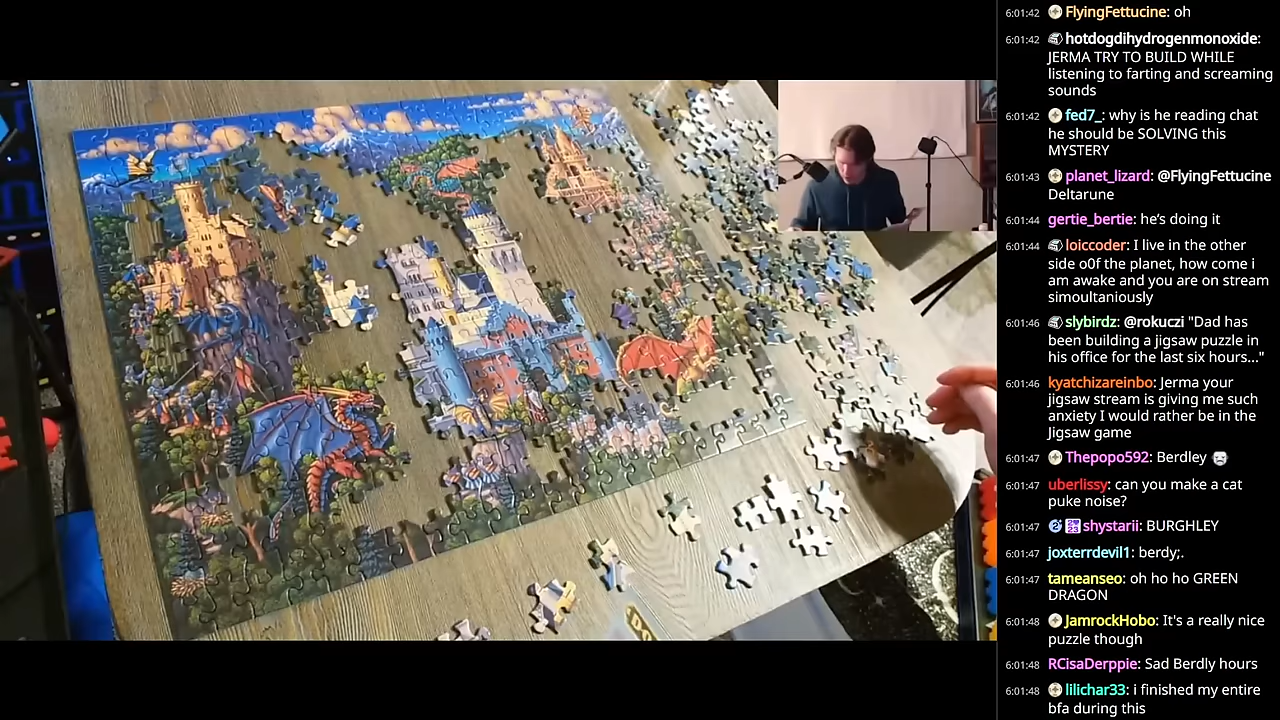 6:01:42 FlyingFettucine: oh
6:01:42 hotdogdihydrogenmonoxide:
JERMA TRY TO BUILD WHILE
listening to farting and screaming
sounds
6:01:42 fed7_: why is he reading chat
he should be SOLVING this
MYSTERY
6:01:43 planet_lizard: @FlyingFettucine
Deltarune
6:01:44 gertie_bertie: he's doing it
6:01:44 loiccoder: I live in the other
side o0f the planet, how come i
am awake and you are on stream
simoultaniously
6:01:46 slybirdz: @rokuczi "Dad has
been building a jigsaw puzzle in
his office for the last six hours..."
6:01:46 kyatchizareinbo: Jerma your
jigsaw stream is giving me such
anxiety I would rather be in the
Jigsaw game
6:01:47 Thepopo592: Berdley
6:01:47 uberlissy: can you make a cat
puke noise?
6:01:47 shystarii: BURGHLEY
6:01:47 joxterrdevil1: berdy;.
6:01:47 tameanseo: oh ho ho GREEN
DRAGON
6:01:48 JamrockHobo: It's a really nice
puzzle though
6:01:48 RCisaDerppie: Sad Berdly hours
6:01:48 lilichar33: i finished my entire
bfa during this